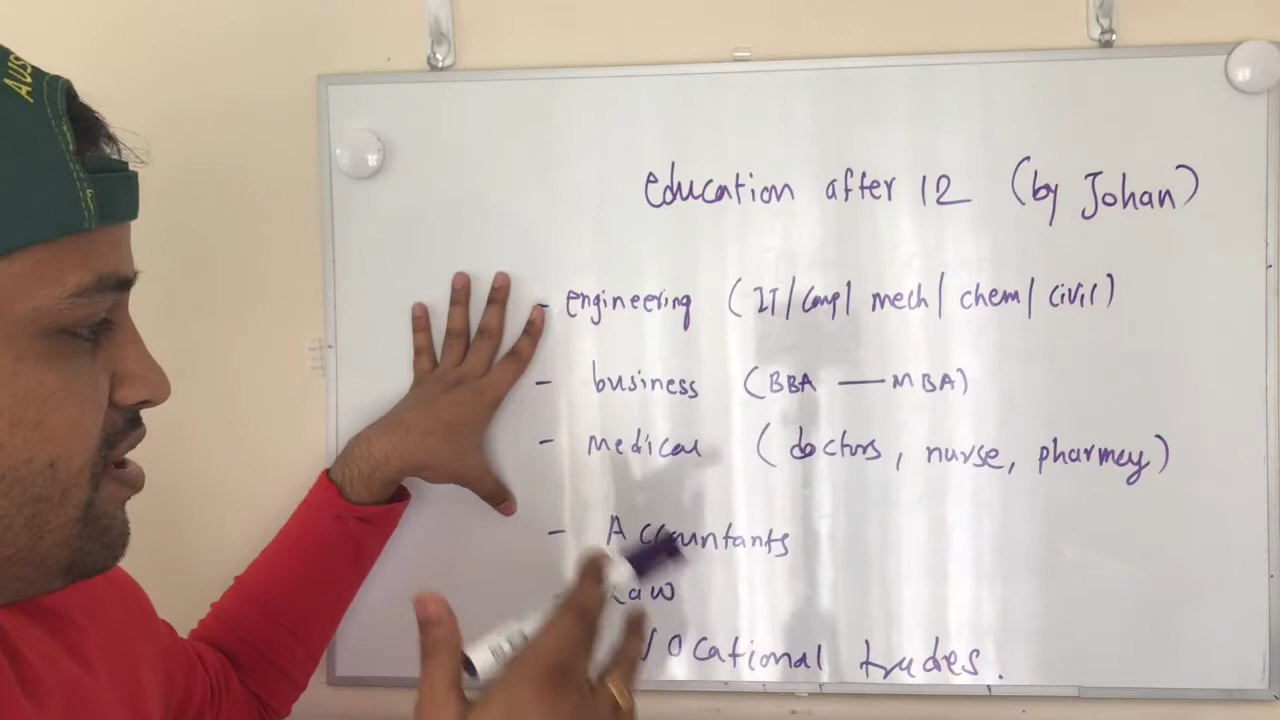 AUS
education after 12 (by Johan)
- engineering (IT/Comp/ mech/ chem/ civil)
- business (BBA — MBA)
- medical (doctors, nurse, pharmcy)
- Accountants
Law
Vocational trades.